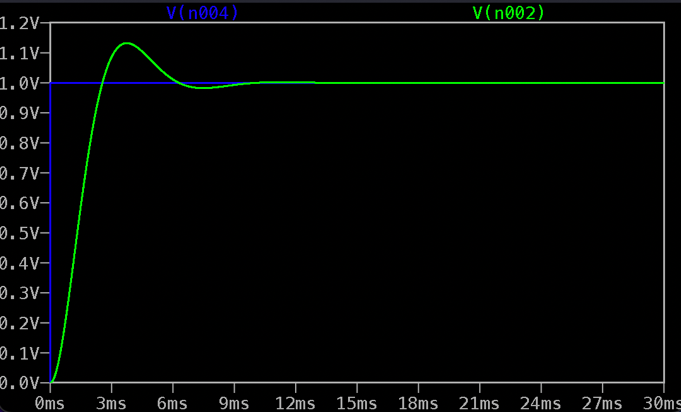 V(n004) V(n002)
1.2V
1.1V
1.0V
0.9V
0.8V
0.7V
0.6V
0.5V
0.4V
0.3V
0.2V
0.1V
0.0V
0ms 3ms 6ms 9ms 12ms 15ms 18ms 21ms 24ms 27ms 30ms